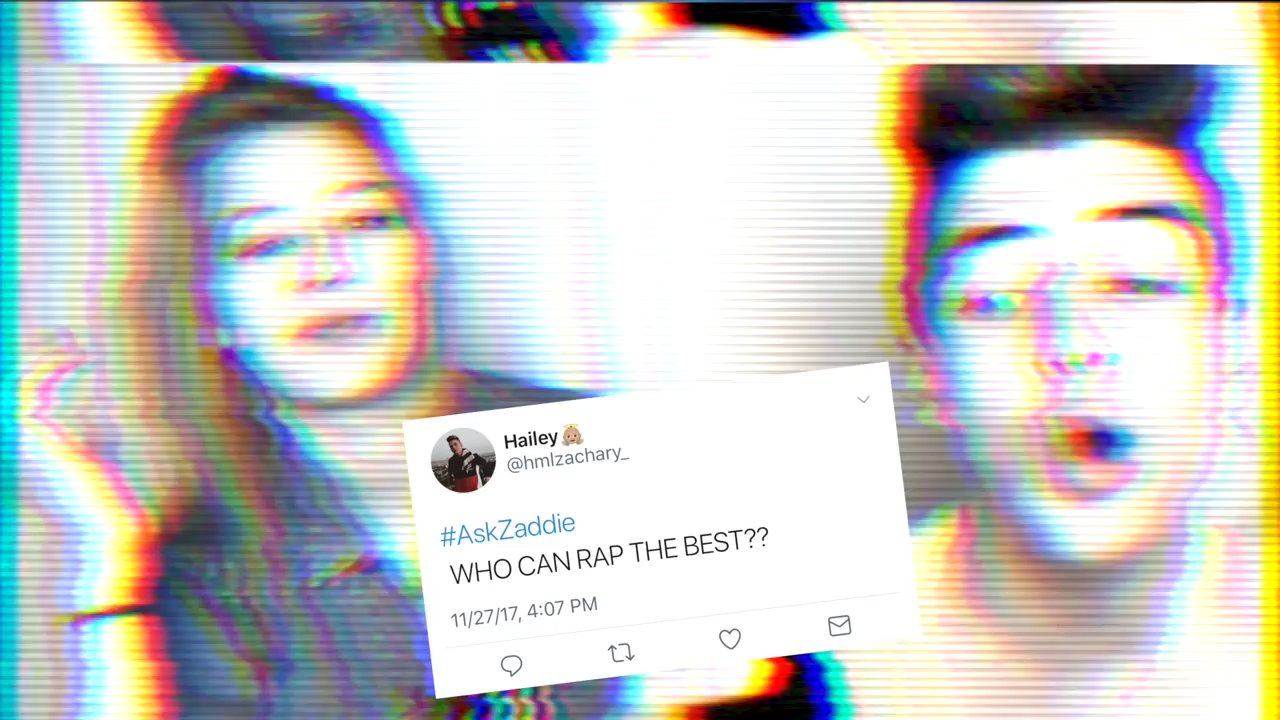 Hailey👼🏼
@hmlzachary_
#AskZaddie
WHO CAN RAP THE BEST??
11/27/17, 4:07 PM